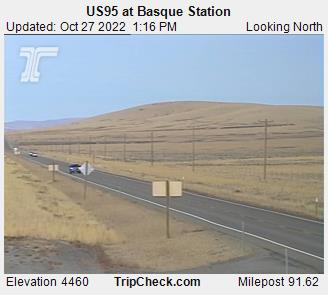 US95 at Basque Station
Updated: Oct 27 2022 1:16 PM Looking North
Elevation 4460 TripCheck.com Milepost 91.62